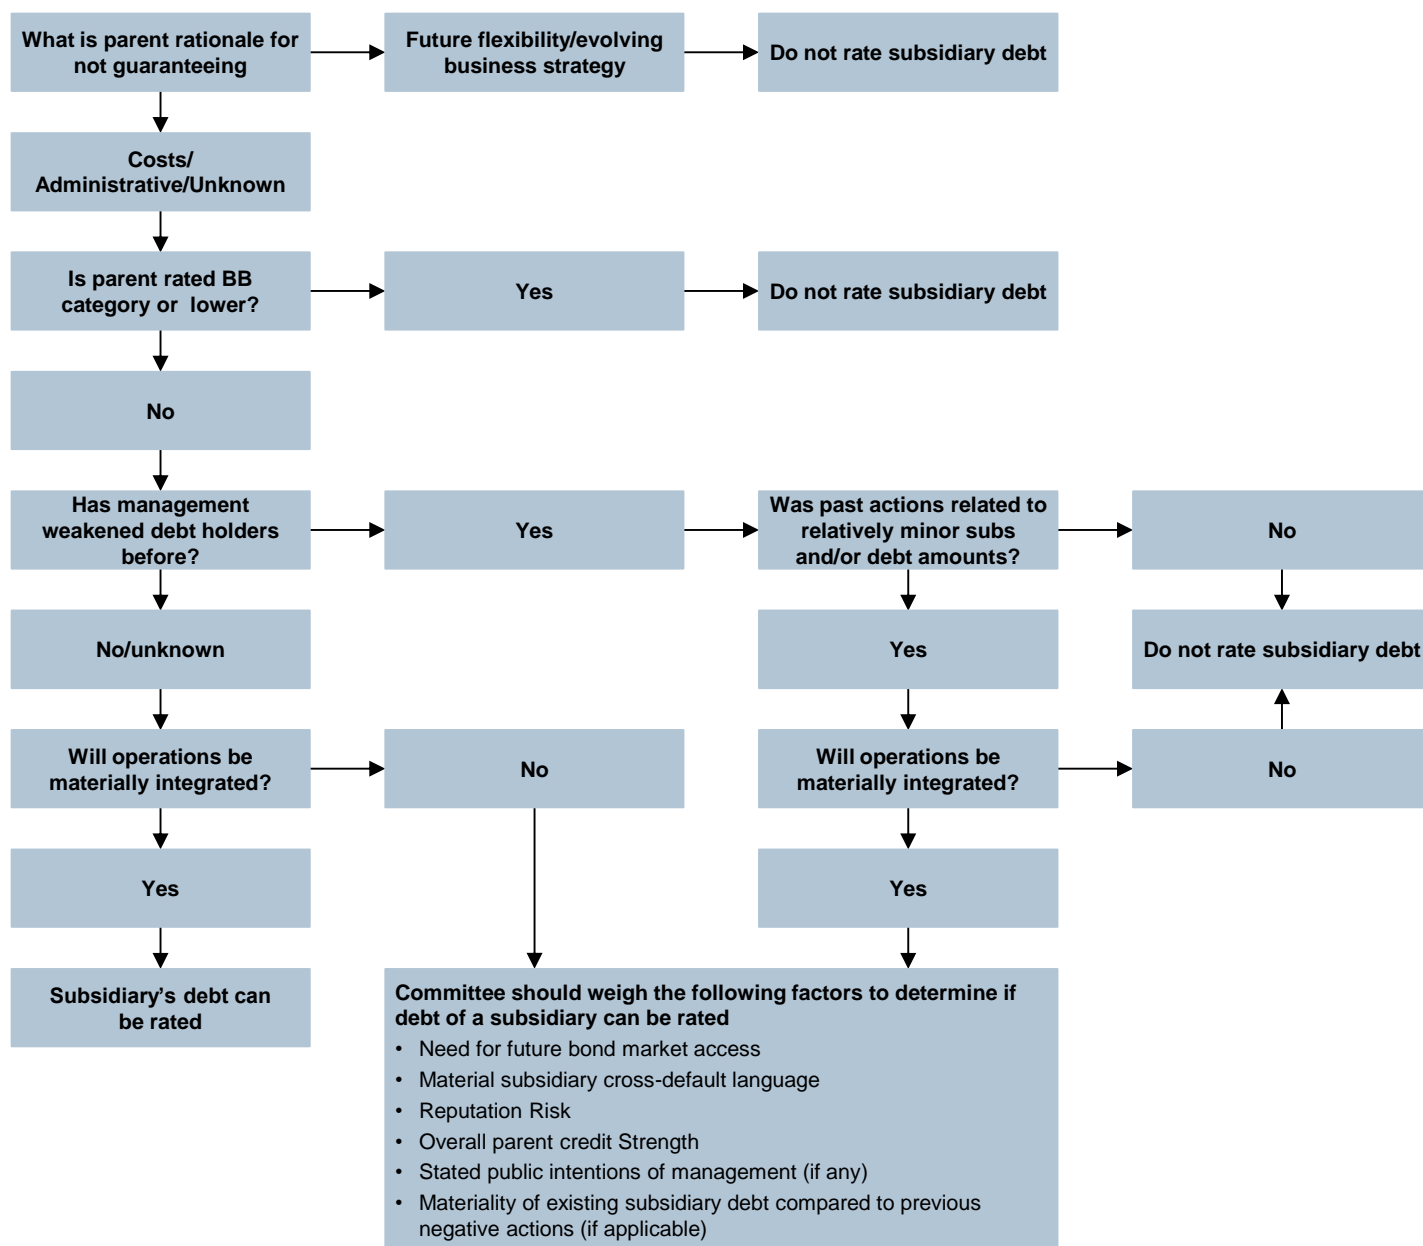 What is parent rationale for
not guaranteeing
Future flexibility/evolving
business strategy
Do not rate subsidiary debt
Costs/
Administrative/Unknown
Is parent rated BB
category or lower?
Yes
Do not rate subsidiary debt
No
Has management
weakened debt holders
before?
Yes
Was past actions related to
relatively minor subs
and/or debt amounts?
No
No/unknown
Yes
Do not rate subsidiary debt
Will operations be
materially integrated?
No
Will operations be
materially integrated?
No
Yes
Yes
Subsidiary's debt can
be rated
Committee should weigh the following factors to determine if
debt of a subsidiary can be rated
• Need for future bond market access
• Material subsidiary cross-default language
• Reputation Risk
• Overall parent credit Strength
• Stated public intentions of management (if any)
• Materiality of existing subsidiary debt compared to previous
negative actions (if applicable)